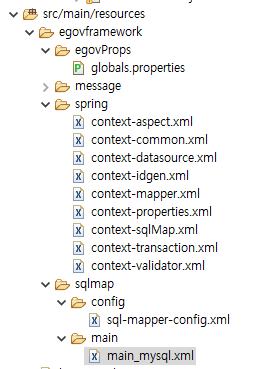 src/main/resources
egovframework
egovProps
globals.properties
message
spring
context-aspect.xml
context-common.xml
context-datasource.xml
context-idgen.xml
context-mapper.xml
context-properties.xml
context-sqlMap.xml
context-transaction.xml
context-validator.xml
sqlmap
config
sql-mapper-config.xml
main
main_mysql.xml